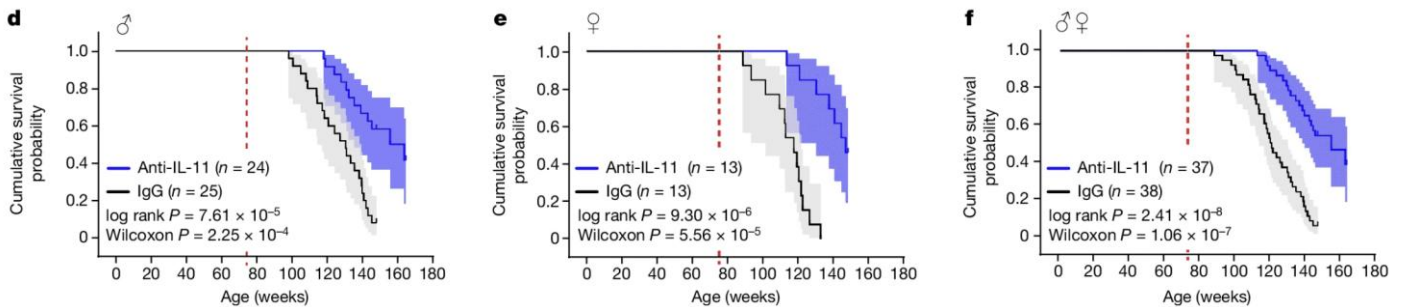 d ♂
1.0
0.8
0.6
0.4
0.2
0
Cumulative survival
probability
Anti-IL-11 (n = 24)
IgG (n = 25)
log rank P = 7.61 × 10⁻⁵
Wilcoxon P = 2.25 × 10⁻⁴
0 20 40 60 80 100 120 140 160 180
Age (weeks)
e ♀
1.0
0.8
0.6
0.4
0.2
0
Cumulative survival
probability
Anti-IL-11 (n = 13)
IgG (n = 13)
log rank P = 9.30 × 10⁻⁶
Wilcoxon P = 5.56 × 10⁻⁵
0 20 40 60 80 100 120 140 160 180
Age (weeks)
f ♂♀
1.0
0.8
0.6
0.4
0.2
0
Cumulative survival
probability
Anti-IL-11 (n = 37)
IgG (n = 38)
log rank P = 2.41 × 10⁻⁸
Wilcoxon P = 1.06 × 10⁻⁷
0 20 40 60 80 100 120 140 160 180
Age (weeks)